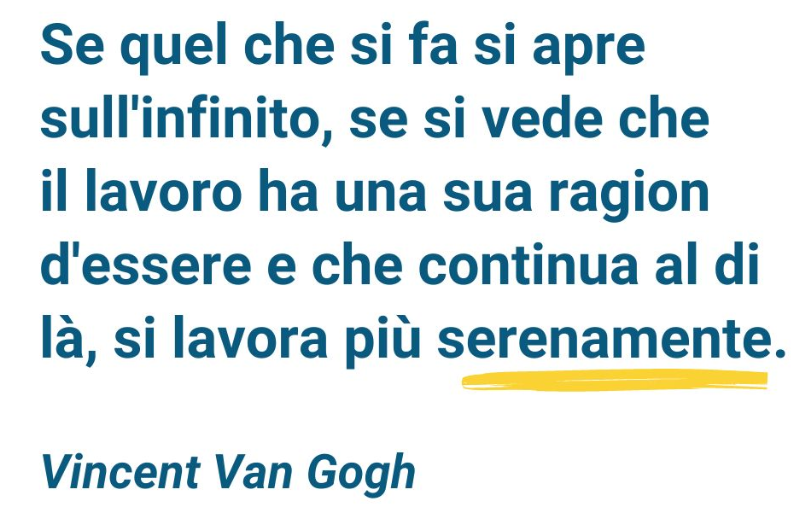 Se quel che si fa si apre
sull'infinito, se si vede che
il lavoro ha una sua ragion
d'essere e che continua al di
là, si lavora più serenamente.
Vincent Van Gogh